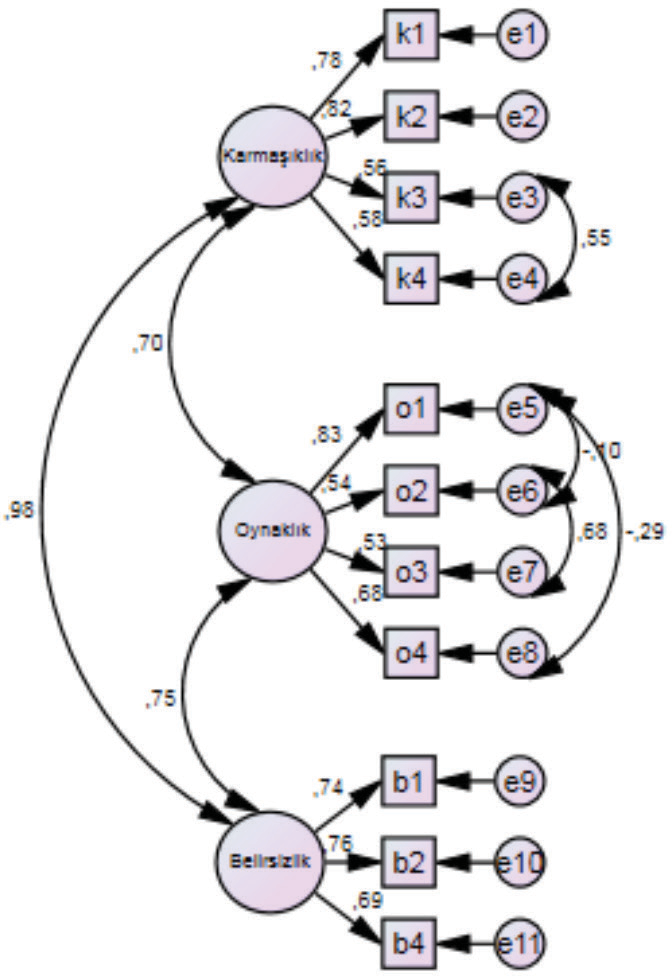 k1
e1
,78
k2
e2
,82
Karmaşıklık
k3
e3
,56
,58
,55
k4
e4
,70
o1
e5
,83
-,10
o2
e6
,54
,98
Oynaklık
,68
-,29
o3
e7
,53
,68
o4
e8
,75
b1
e9
,74
b2
e10
,76
Belirsizlik
,69
b4
e11